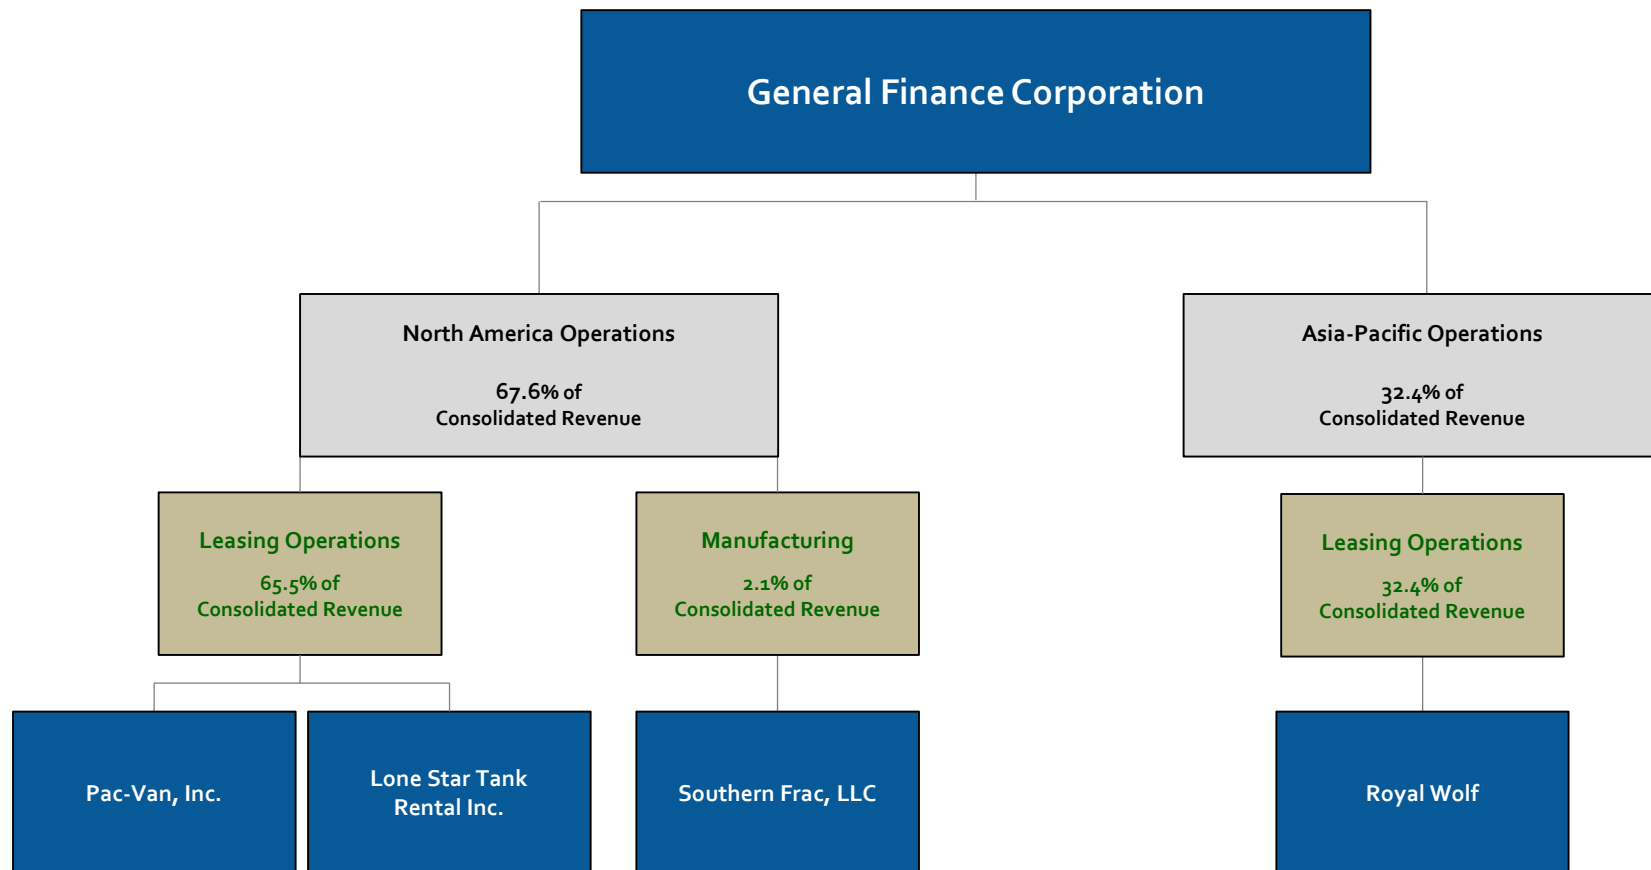 General Finance Corporation
North America Operations
67.6% of
Consolidated Revenue
Asia-Pacific Operations
32.4% of
Consolidated Revenue
Leasing Operations
65.5% of
Consolidated Revenue
Manufacturing
2.1% of
Consolidated Revenue
Leasing Operations
32.4% of
Consolidated Revenue
Pac-Van, Inc.
Lone Star Tank
Rental Inc.
Southern Frac, LLC
Royal Wolf